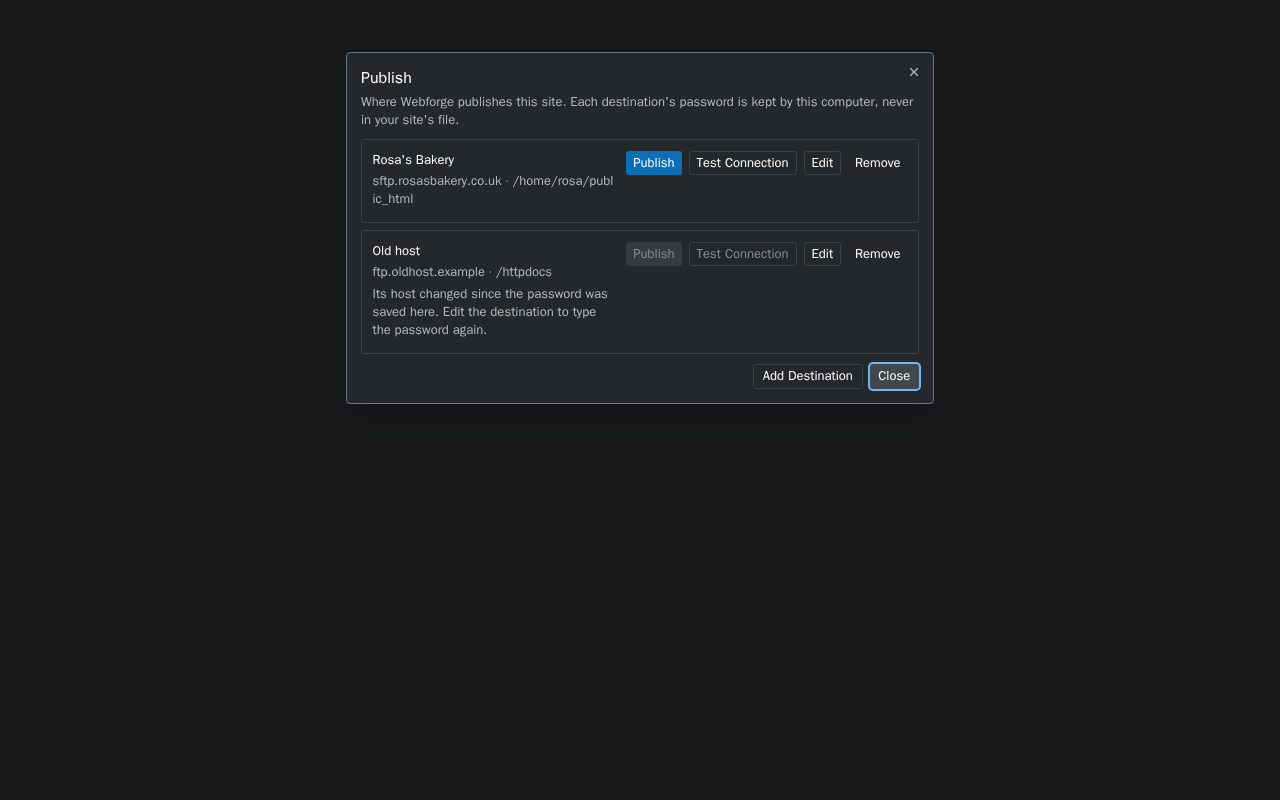 Publish
Where Webforge publishes this site. Each destination's password is kept by this computer, never
in your site's file.
Rosa's Bakery
Publish
Test Connection
Edit
Remove
sftp.rosasbakery.co.uk · /home/rosa/publ
ic_html
Old host
Publish
Test Connection
Edit
Remove
ftp.oldhost.example · /httpdocs
Its host changed since the password was
saved here. Edit the destination to type
the password again.
Add Destination
Close